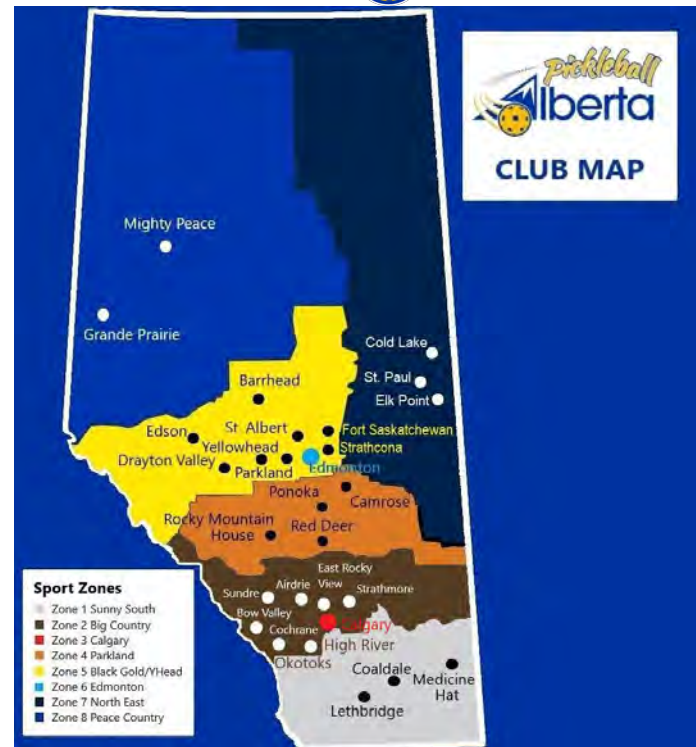 Pickleball
Alberta
CLUB MAP
Mighty Peace
Grande Prairie
Cold Lake
St. Paul
Elk Point
Barrhead
Edson
St Albert
Fort Saskatchewan
Yellowhead
Strathcona
Drayton Valley
Parkland
Edmonton
Ponoka
Camrose
Rocky Mountain
House
Red Deer
East Rocky
View
Sundre
Airdrie
Strathmore
Bow Valley
Cochrane
Calgary
High River
Okotoks
Coaldale
Medicine
Hat
Lethbridge
Sport Zones
Zone 1 Sunny South
Zone 2 Big Country
Zone 3 Calgary
Zone 4 Parkland
Zone 5 Black Gold/YHead
Zone 6 Edmonton
Zone 7 North East
Zone 8 Peace Country